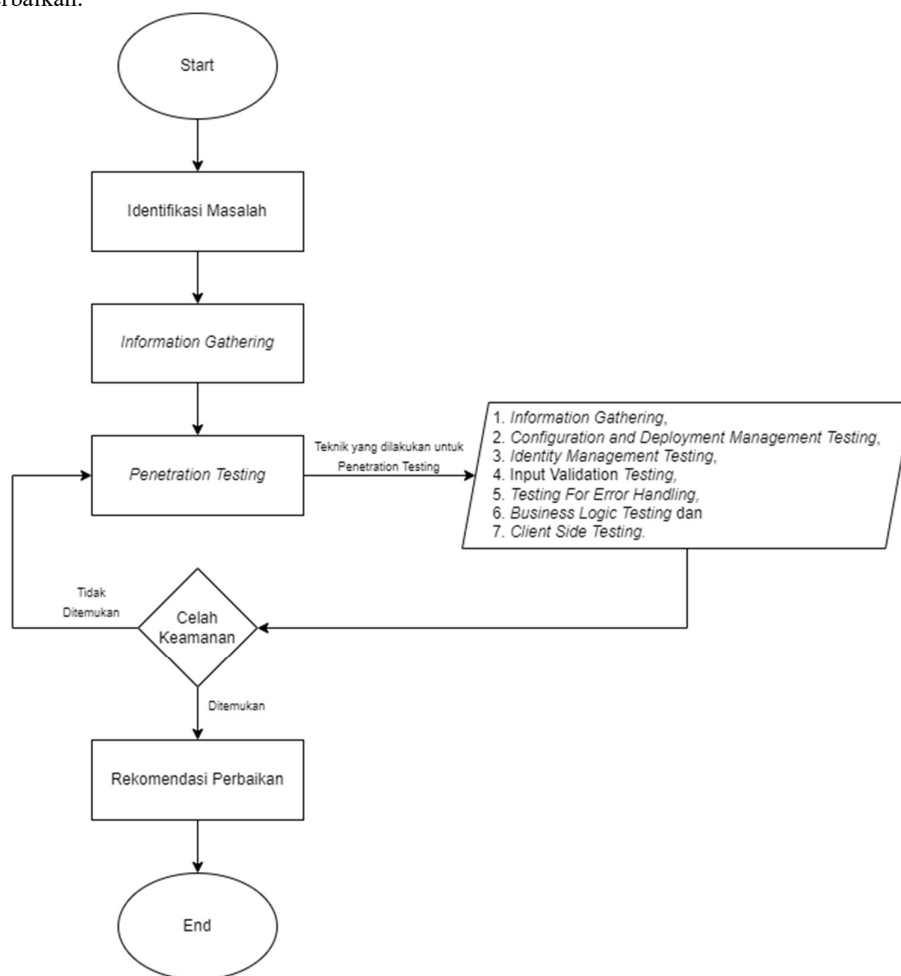 Start
Identifikasi Masalah
Information Gathering
Penetration Testing
Teknik yang dilakukan untuk
Penetration Testing
1. Information Gathering,
2. Configuration and Deployment Management Testing,
3. Identity Management Testing,
4. Input Validation Testing,
5. Testing For Error Handling,
6. Business Logic Testing dan
7. Client Side Testing.
Tidak
Ditemukan
Celah
Keamanan
Ditemukan
Rekomendasi Perbaikan
End